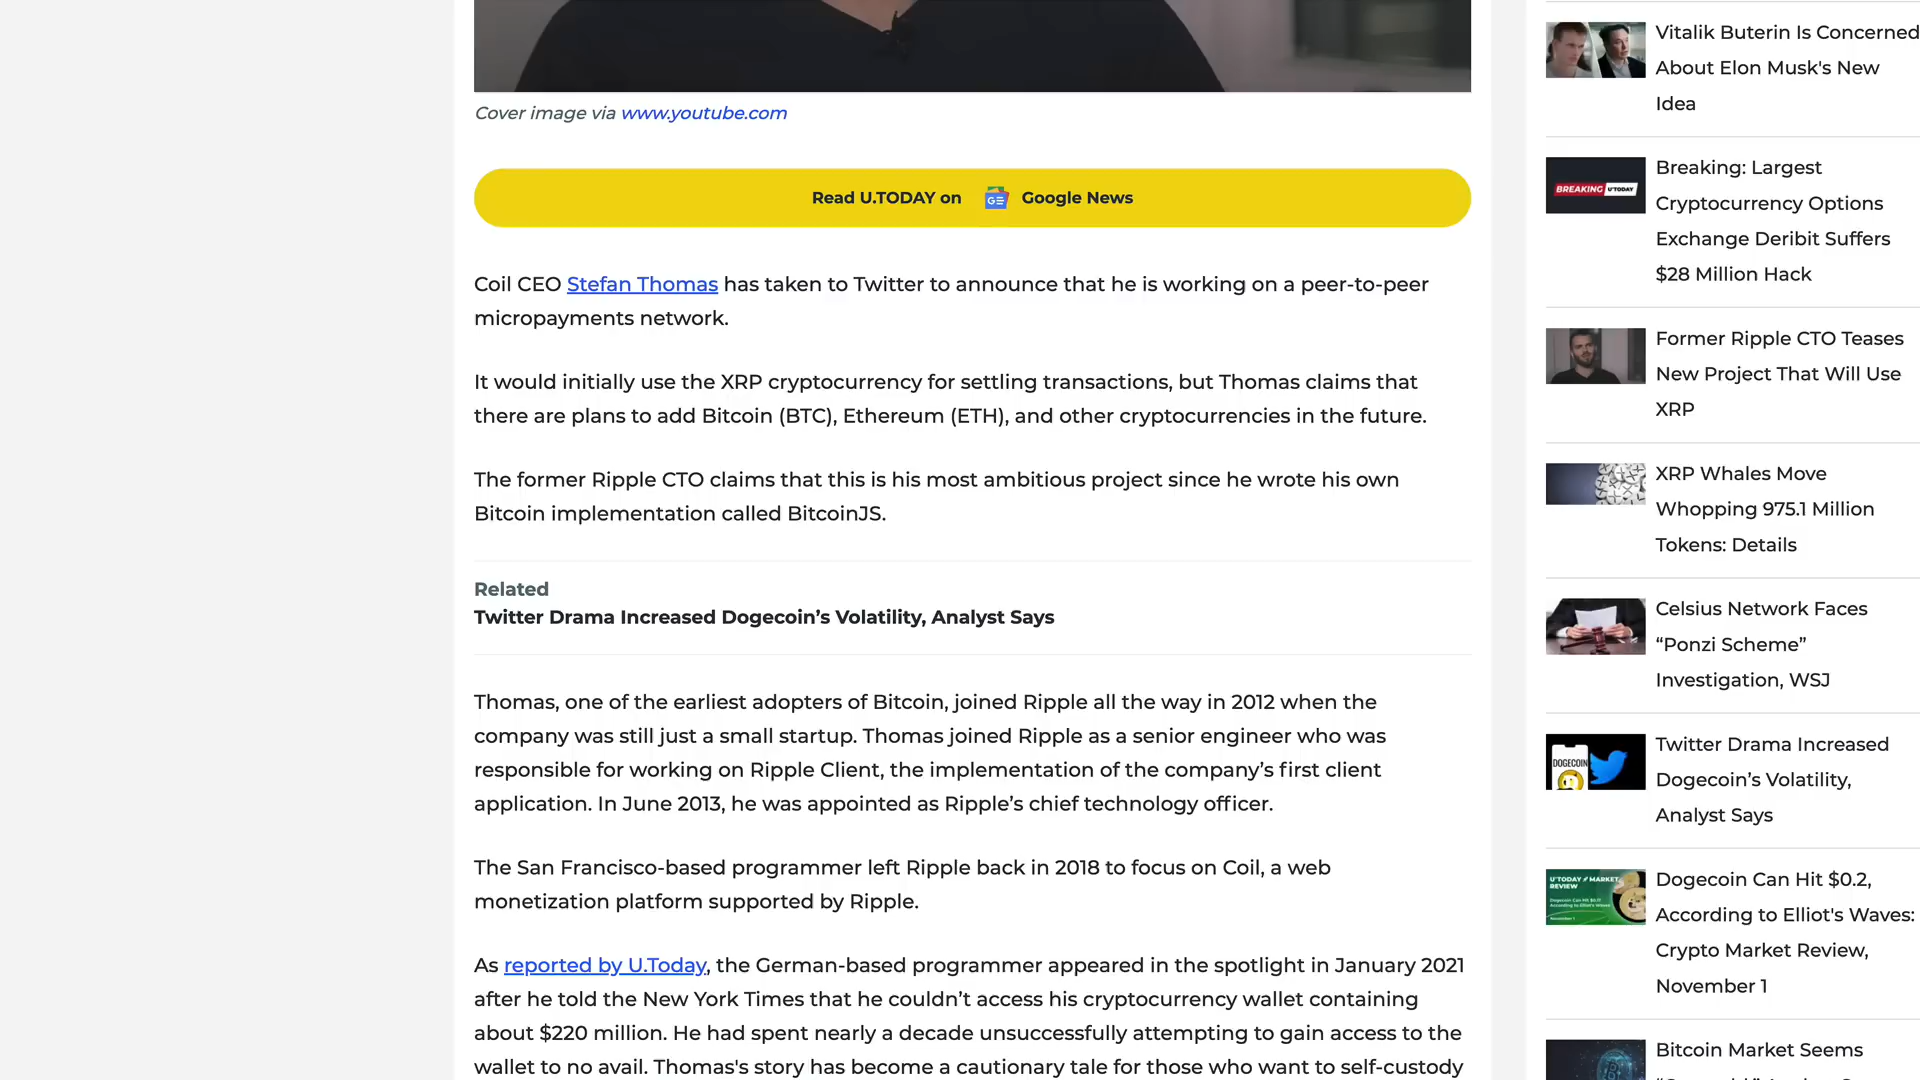 Cover image via www.youtube.com
Read U.TODAY on GE Google News
Coil CEO Stefan Thomas has taken to Twitter to announce that he is working on a peer-to-peer
micropayments network.
It would initially use the XRP cryptocurrency for settling transactions, but Thomas claims that
there are plans to add Bitcoin (BTC), Ethereum (ETH), and other cryptocurrencies in the future.
The former Ripple CTO claims that this is his most ambitious project since he wrote his own
Bitcoin implementation called BitcoinJS.
Related
Twitter Drama Increased Dogecoin’s Volatility, Analyst Says
Thomas, one of the earliest adopters of Bitcoin, joined Ripple all the way in 2012 when the
company was still just a small startup. Thomas joined Ripple as a senior engineer who was
responsible for working on Ripple Client, the implementation of the company’s first client
application. In June 2013, he was appointed as Ripple’s chief technology officer.
The San Francisco-based programmer left Ripple back in 2018 to focus on Coil, a web
monetization platform supported by Ripple.
As reported by U.Today, the German-based programmer appeared in the spotlight in January 2021
after he told the New York Times that he couldn’t access his cryptocurrency wallet containing
about $220 million. He had spent nearly a decade unsuccessfully attempting to gain access to the
wallet to no avail. Thomas's story has become a cautionary tale for those who want to self-custody
Vitalik Buterin Is Concerned
About Elon Musk's New
Idea
BREAKING U'TODAY
Breaking: Largest
Cryptocurrency Options
Exchange Deribit Suffers
$28 Million Hack
Former Ripple CTO Teases
New Project That Will Use
XRP
XRP Whales Move
Whopping 975.1 Million
Tokens: Details
Celsius Network Faces
“Ponzi Scheme”
Investigation, WSJ
DOGECOIN
Twitter Drama Increased
Dogecoin’s Volatility,
Analyst Says
U'TODAY MARKET
REVIEW
Dogecoin Can Hit $0.2,
According to Elliot's Waves:
Crypto Market Review,
November 1
Bitcoin Market Seems